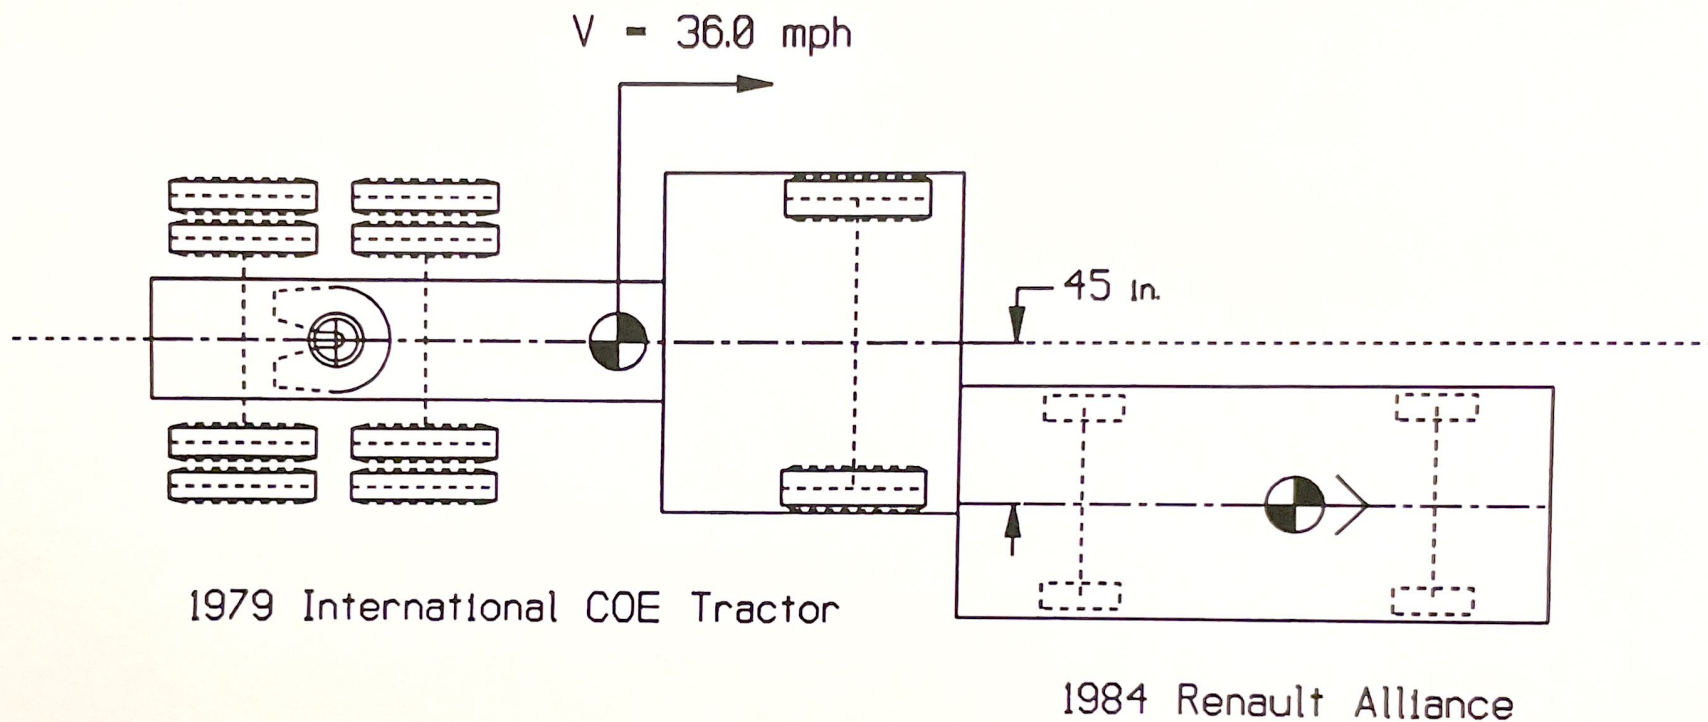 V - 36.0 mph
45 in.
1979 International COE Tractor
1984 Renault Alliance